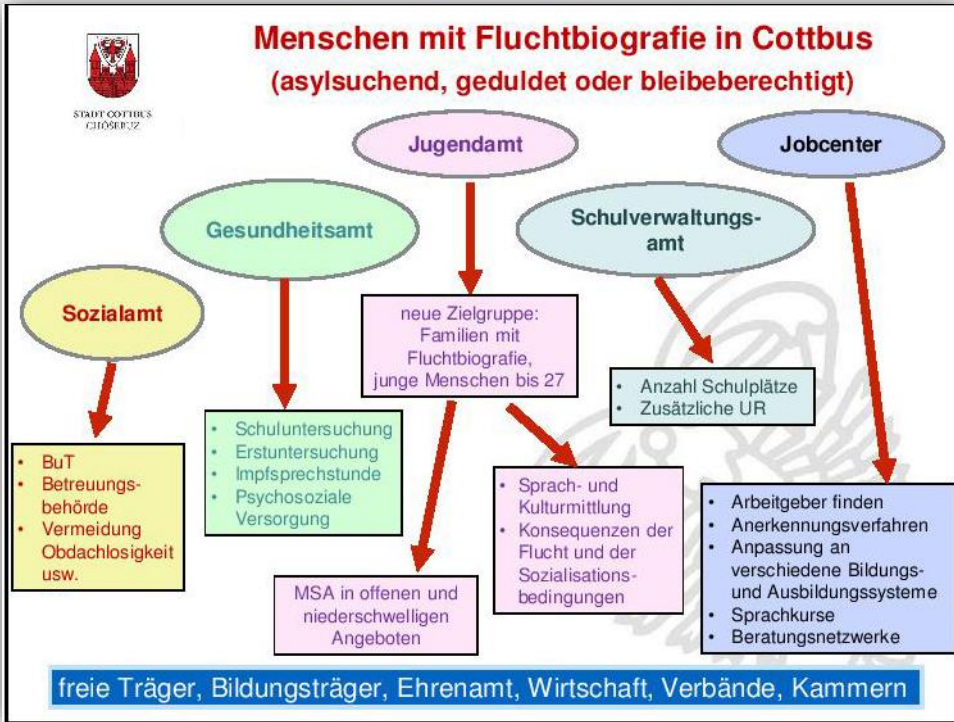 Menschen mit Fluchtbiografie in Cottbus
(asylsuchend, geduldet oder bleibeberechtigt)
STADT COTTBUS
CHÓŚEBUZ
Jugendamt
Jobcenter
Gesundheitsamt
Schulverwaltungs-
amt
Sozialamt
neue Zielgruppe:
Familien mit
Fluchtbiografie,
junge Menschen bis 27
• Anzahl Schulplätze
• Zusätzliche UR
• Schuluntersuchung
• Erstuntersuchung
• Impfsprechstunde
• Psychosoziale
Versorgung
• BuT
• Betreuungs-
behörde
• Vermeidung
Obdachlosigkeit
usw.
• Sprach- und
Kulturmittlung
• Konsequenzen der
Flucht und der
Sozialisations-
bedingungen
• Arbeitgeber finden
• Anerkennungsverfahren
• Anpassung an
verschiedene Bildungs-
und Ausbildungssysteme
• Sprachkurse
• Beratungsnetzwerke
MSA in offenen und
niederschwelligen
Angeboten
freie Träger, Bildungsträger, Ehrenamt, Wirtschaft, Verbände, Kammern